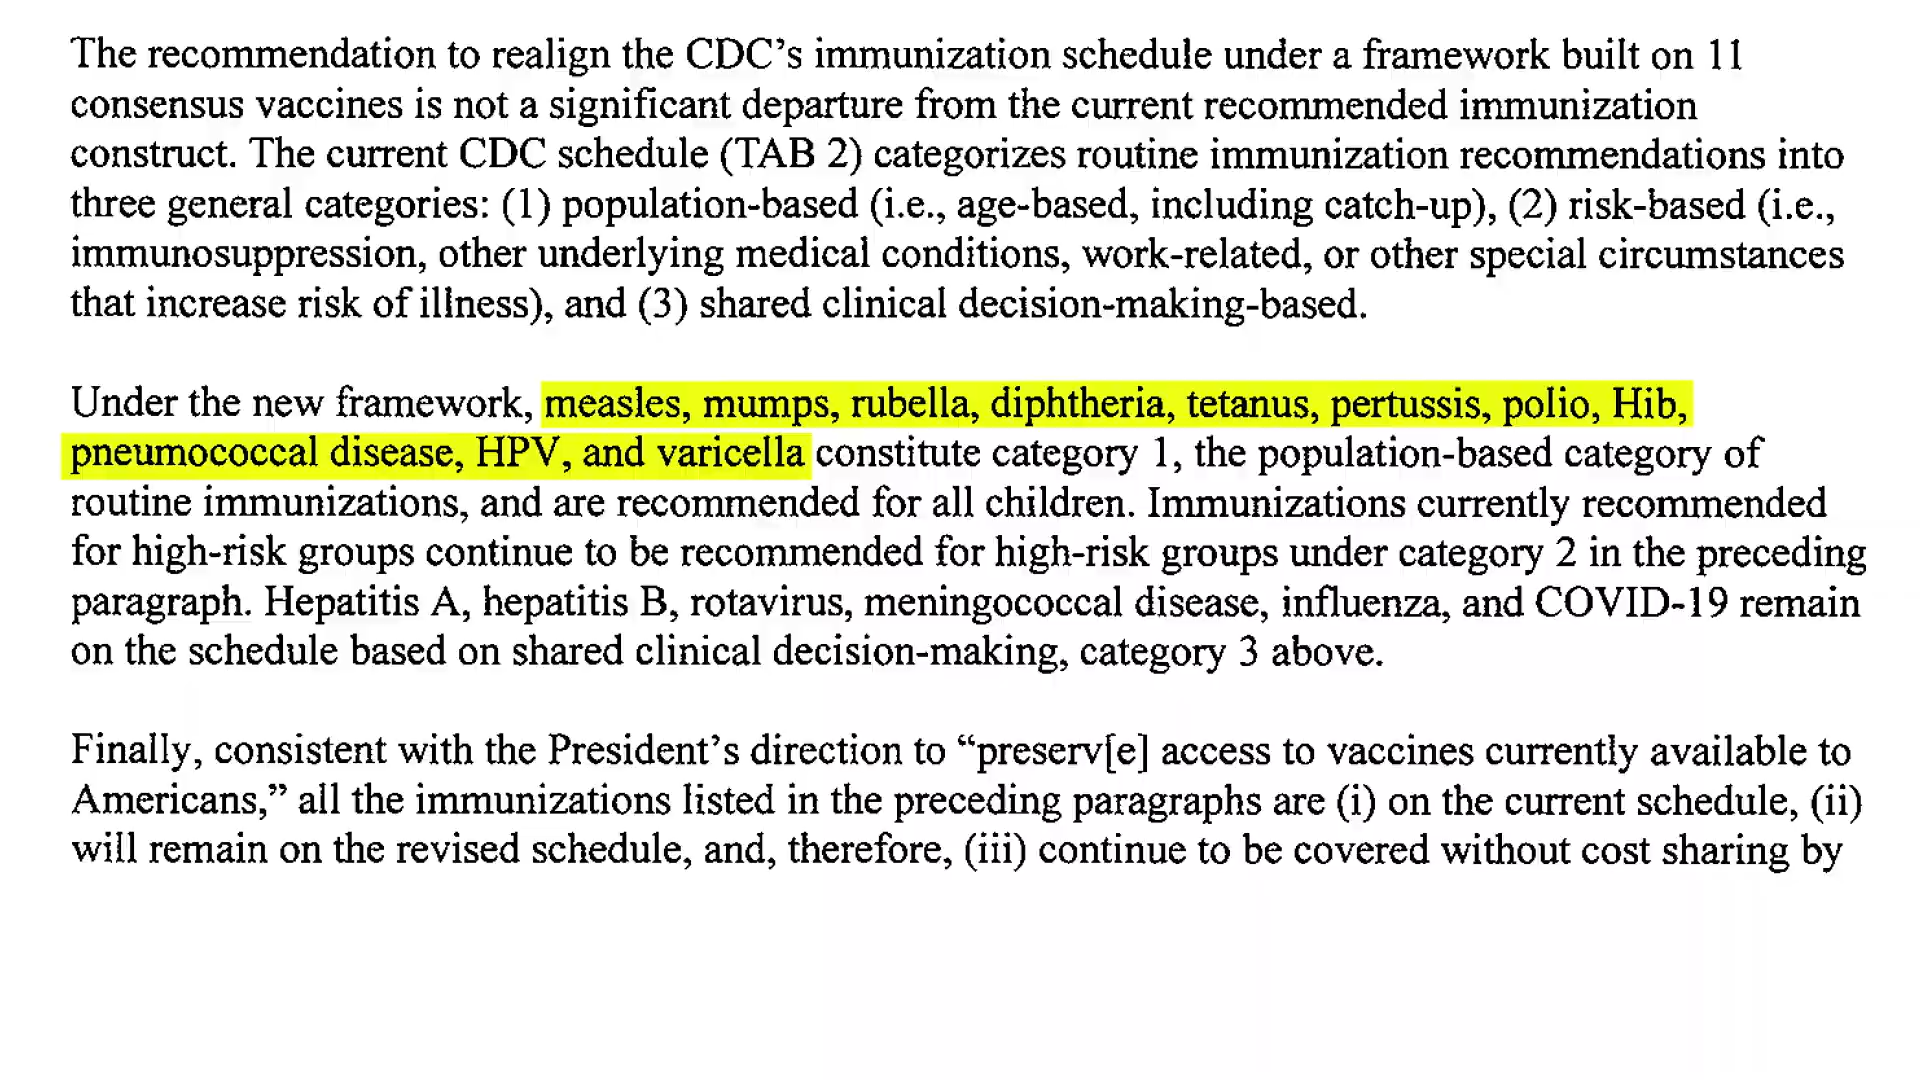 The recommendation to realign the CDC’s immunization schedule under a framework built on 11
consensus vaccines is not a significant departure from the current recommended immunization
construct. The current CDC schedule (TAB 2) categorizes routine immunization recommendations into
three general categories: (1) population-based (i.e., age-based, including catch-up), (2) risk-based (i.e.,
immunosuppression, other underlying medical conditions, work-related, or other special circumstances
that increase risk of illness), and (3) shared clinical decision-making-based.
Under the new framework, measles, mumps, rubella, diphtheria, tetanus, pertussis, polio, Hib,
pneumococcal disease, HPV, and varicella constitute category 1, the population-based category of
routine immunizations, and are recommended for all children. Immunizations currently recommended
for high-risk groups continue to be recommended for high-risk groups under category 2 in the preceding
paragraph. Hepatitis A, hepatitis B, rotavirus, meningococcal disease, influenza, and COVID-19 remain
on the schedule based on shared clinical decision-making, category 3 above.
Finally, consistent with the President’s direction to “preserv[e] access to vaccines currently available to
Americans,” all the immunizations listed in the preceding paragraphs are (i) on the current schedule, (ii)
will remain on the revised schedule, and, therefore, (iii) continue to be covered without cost sharing by